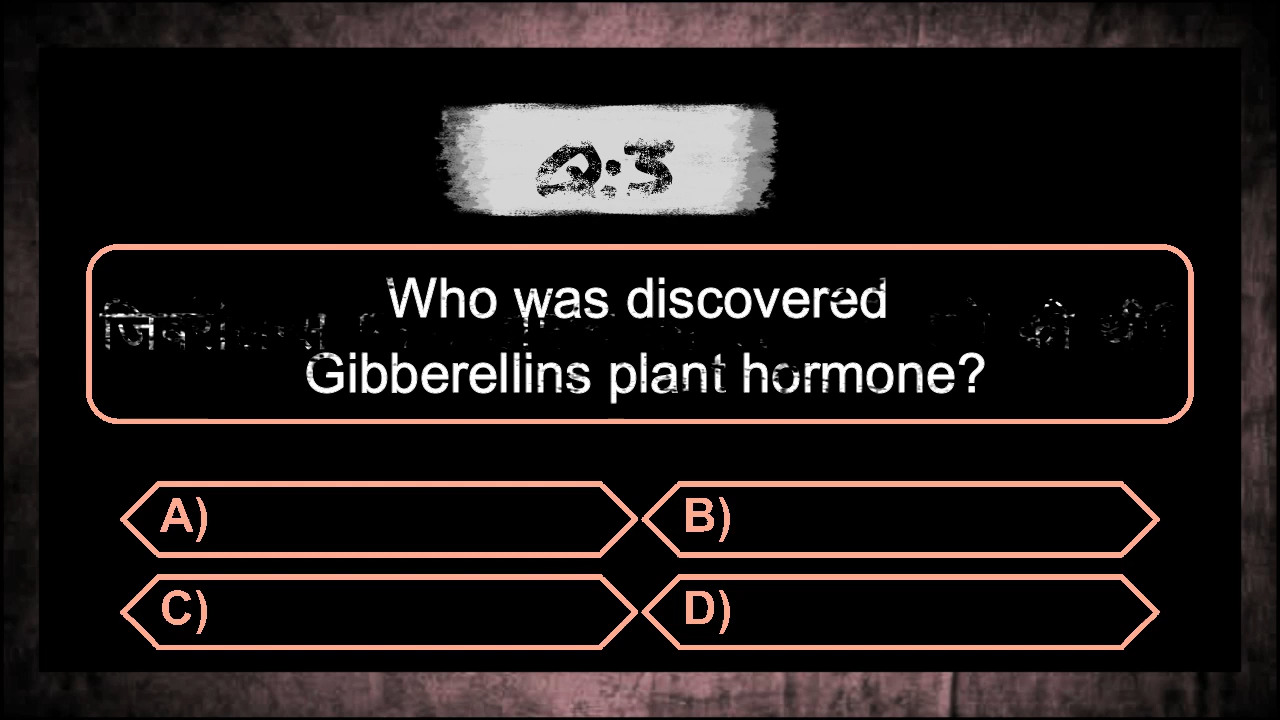 Q:3
Who was discovered
Gibberellins plant hormone?
A)
B)
C)
D)